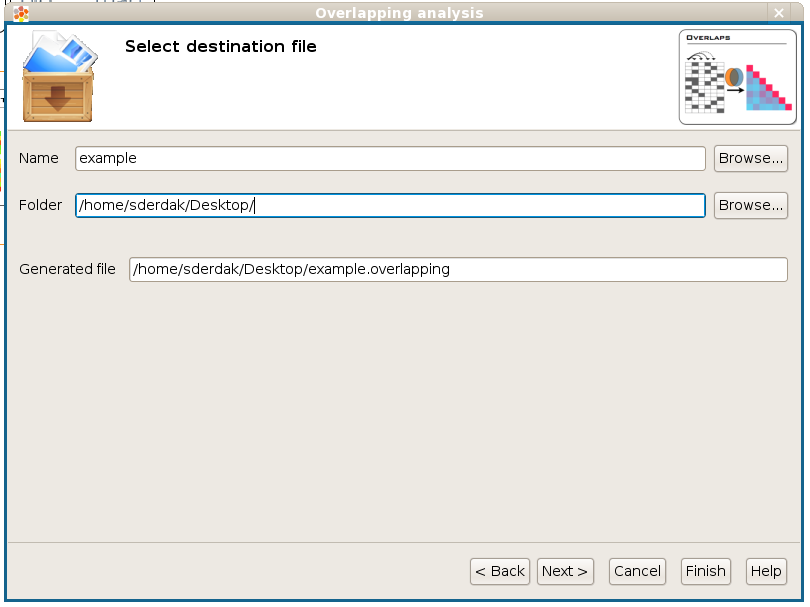 Overlapping analysis
Select destination file
OVERLAPS
Name example Browse...
Folder /home/sderdak/Desktop/ Browse...
Generated file /home/sderdak/Desktop/example.overlapping
< Back Next > Cancel Finish Help